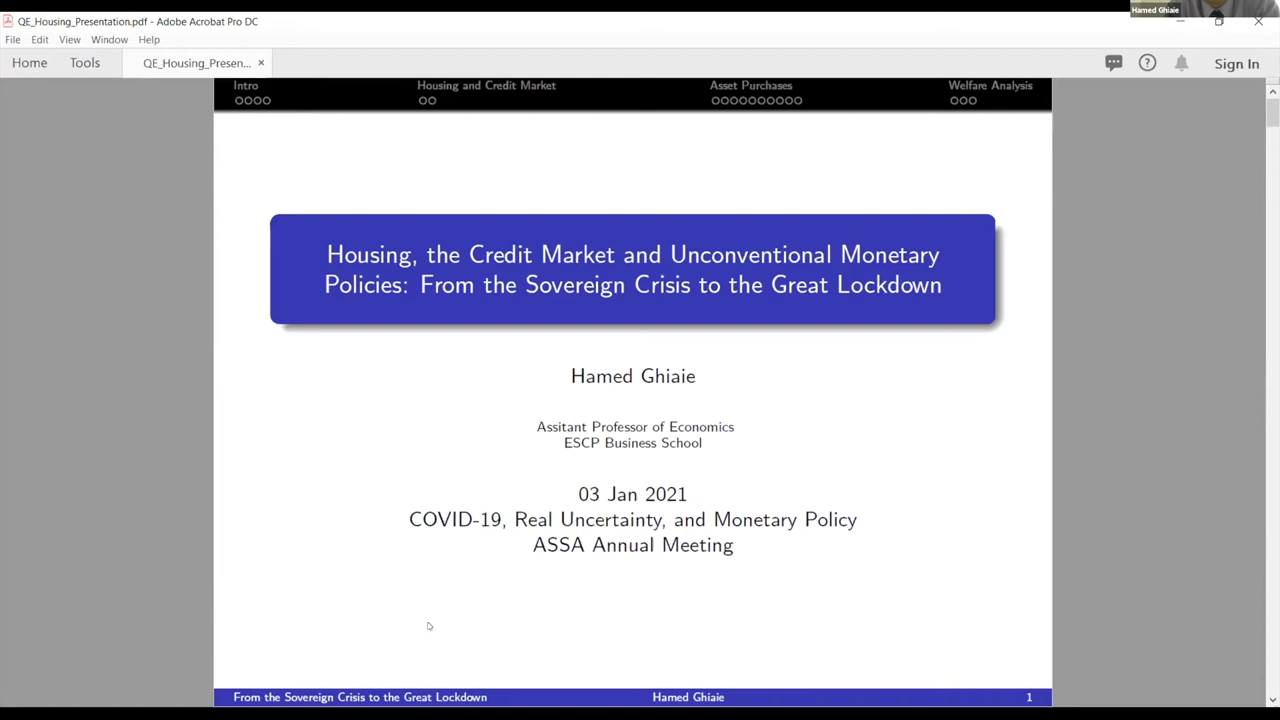 QE_Housing_Presentation.pdf - Adobe Acrobat Pro DC
Hamed Ghiaie
File Edit View Window Help
Home Tools QE_Housing_Presen... × Sign In
Intro Housing and Credit Market Asset Purchases Welfare Analysis
Housing, the Credit Market and Unconventional Monetary
Policies: From the Sovereign Crisis to the Great Lockdown
Hamed Ghiaie
Assitant Professor of Economics
ESCP Business School
03 Jan 2021
COVID-19, Real Uncertainty, and Monetary Policy
ASSA Annual Meeting
From the Sovereign Crisis to the Great Lockdown Hamed Ghiaie 1